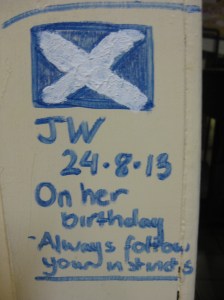 JW
24·8·13
On her
birthday
-Always follow
your instincts